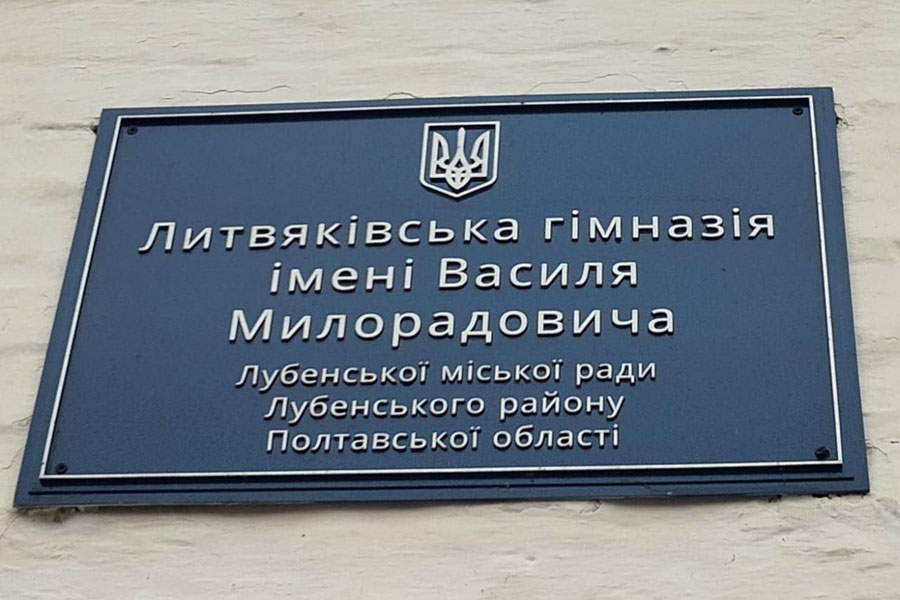 Литвяківська гімназія
імені Василя
Милорадовича
Лубенської міської ради
Лубенського району
Полтавської області